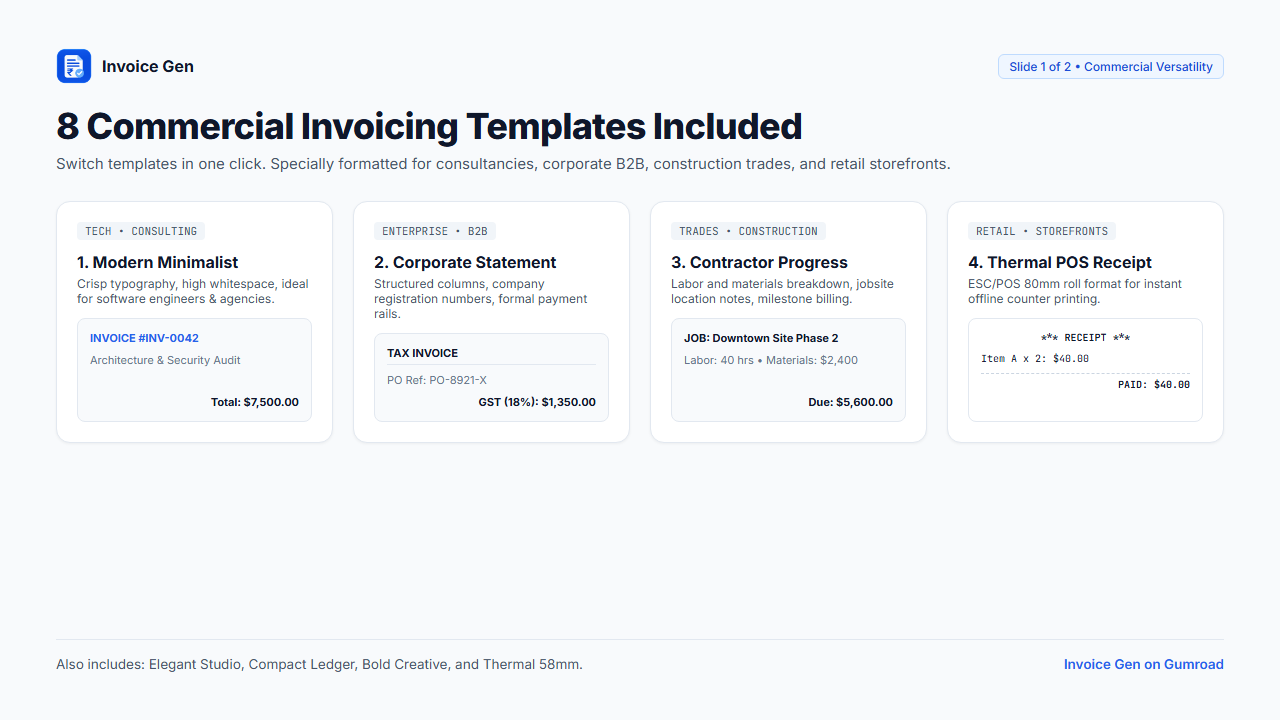 Invoice Gen
Slide 1 of 2 • Commercial Versatility
8 Commercial Invoicing Templates Included
Switch templates in one click. Specially formatted for consultancies, corporate B2B, construction trades, and retail storefronts.
TECH • CONSULTING
1. Modern Minimalist
Crisp typography, high whitespace, ideal
for software engineers & agencies.
INVOICE #INV-0042
Architecture & Security Audit
Total: $7,500.00
ENTERPRISE • B2B
2. Corporate Statement
Structured columns, company
registration numbers, formal payment
rails.
TAX INVOICE
PO Ref: PO-8921-X
GST (18%): $1,350.00
TRADES • CONSTRUCTION
3. Contractor Progress
Labor and materials breakdown, jobsite
location notes, milestone billing.
JOB: Downtown Site Phase 2
Labor: 40 hrs • Materials: $2,400
Due: $5,600.00
RETAIL • STOREFRONTS
4. Thermal POS Receipt
ESC/POS 80mm roll format for instant
offline counter printing.
*** RECEIPT ***
Item A x 2: $40.00
PAID: $40.00
Also includes: Elegant Studio, Compact Ledger, Bold Creative, and Thermal 58mm.
Invoice Gen on Gumroad